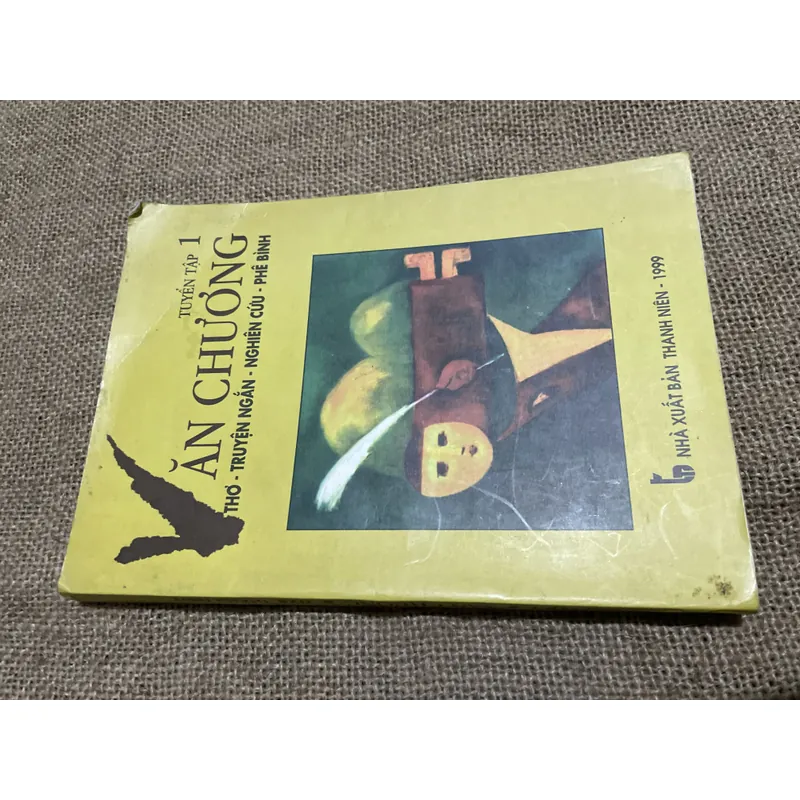 TUYỂN TẬP 1
VĂN CHƯƠNG
THƠ - TRUYỆN NGẮN - NGHIÊN CỨU - PHÊ BÌNH
NHÀ XUẤT BẢN THANH NIÊN - 1999